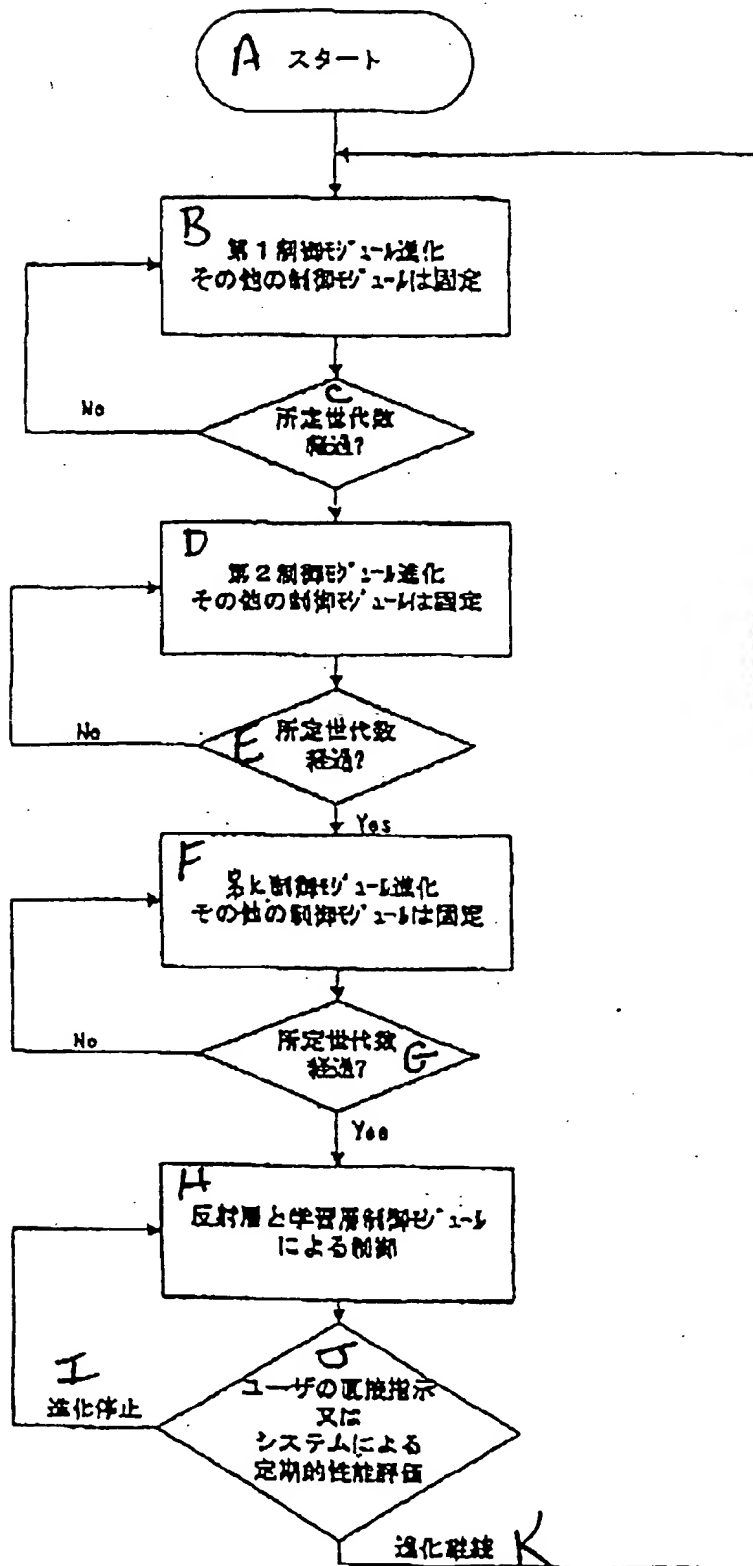 A スタート
B
第1制御モジュール進化
その他の制御モジュールは固定
C
No
所定世代数
経過?
D
第2制御モジュール進化
その他の制御モジュールは固定
No
E 所定世代数
経過?
Yes
F
第k制御モジュール進化
その他の制御モジュールは固定
No
所定世代数
経過? G
Yes
H
反射層と学習層制御モジュール
による制御
J
I
ユーザの直接指示
進化停止
又は
システムによる
定期的性能評価
進化継続 K